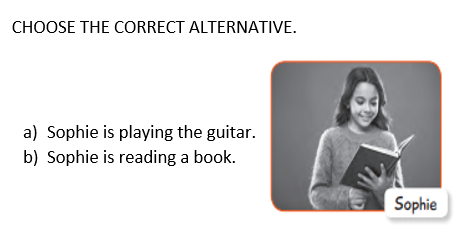 CHOOSE THE CORRECT ALTERNATIVE.
a) Sophie is playing the guitar.
b) Sophie is reading a book.
Sophie